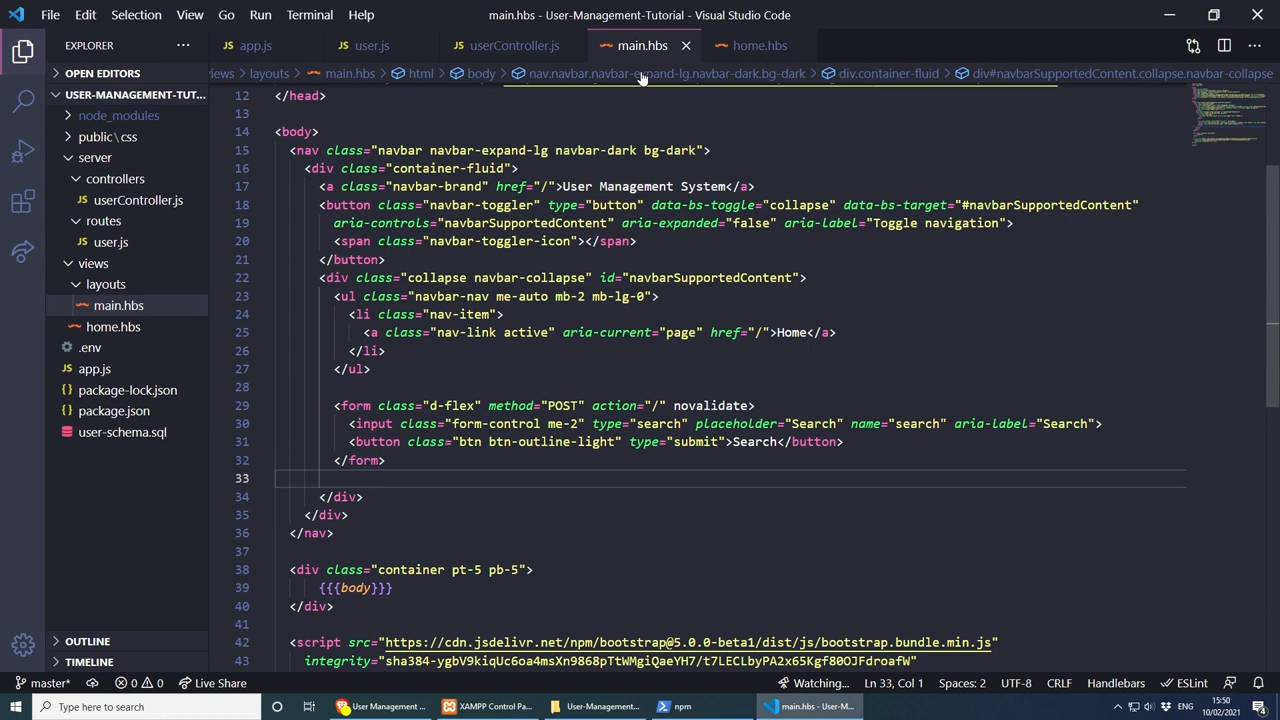 File Edit Selection View Go Run Terminal Help main.hbs - User-Management-Tutorial - Visual Studio Code
EXPLORER
app.js user.js userController.js main.hbs home.hbs
OPEN EDITORS
layouts > main.hbs > html > body > nav.navbar.navbar-expand-lg.navbar-dark.bg-dark > div.container-fluid > div#navbarSupportedContent.collapse.navbar-collapse
USER-MANAGEMENT-TUT...
node_modules
public\css
server
controllers
userController.js
routes
user.js
views
layouts
main.hbs
home.hbs
.env
app.js
package-lock.json
package.json
user-schema.sql
OUTLINE
TIMELINE
12 </head>
13
14 <body>
15 <nav class="navbar navbar-expand-lg navbar-dark bg-dark">
16 <div class="container-fluid">
17 <a class="navbar-brand" href="/">User Management System</a>
18 <button class="navbar-toggler" type="button" data-bs-toggle="collapse" data-bs-target="#navbarSupportedContent"
19 aria-controls="navbarSupportedContent" aria-expanded="false" aria-label="Toggle navigation">
20 <span class="navbar-toggler-icon"></span>
21 </button>
22 <div class="collapse navbar-collapse" id="navbarSupportedContent">
23 <ul class="navbar-nav me-auto mb-2 mb-lg-0">
24 <li class="nav-item">
25 <a class="nav-link active" aria-current="page" href="/">Home</a>
26 </li>
27 </ul>
28
29 <form class="d-flex" method="POST" action="/" novalidate>
30 <input class="form-control me-2" type="search" placeholder="Search" name="search" aria-label="Search">
31 <button class="btn btn-outline-light" type="submit">Search</button>
32 </form>
33
34 </div>
35 </div>
36 </nav>
37
38 <div class="container pt-5 pb-5">
39 {{{body}}}
40 </div>
41
42 <script src="https://cdn.jsdelivr.net/npm/bootstrap@5.0.0-beta1/dist/js/bootstrap.bundle.min.js"
43 integrity="sha384-ygbV9kiqUc6oa4msXn9868pTtWMgiQaeYH7/t7LECLbyPA2x65Kgf80OJFdroafW"
master* 0 0 Live Share Watching... Ln 33, Col 1 Spaces: 2 UTF-8 CRLF Handlebars ESLint
Type here to search User Management ... XAMPP Control Pa... User-Management... npm main.hbs - User-M... ENG 15:50
10/02/2021